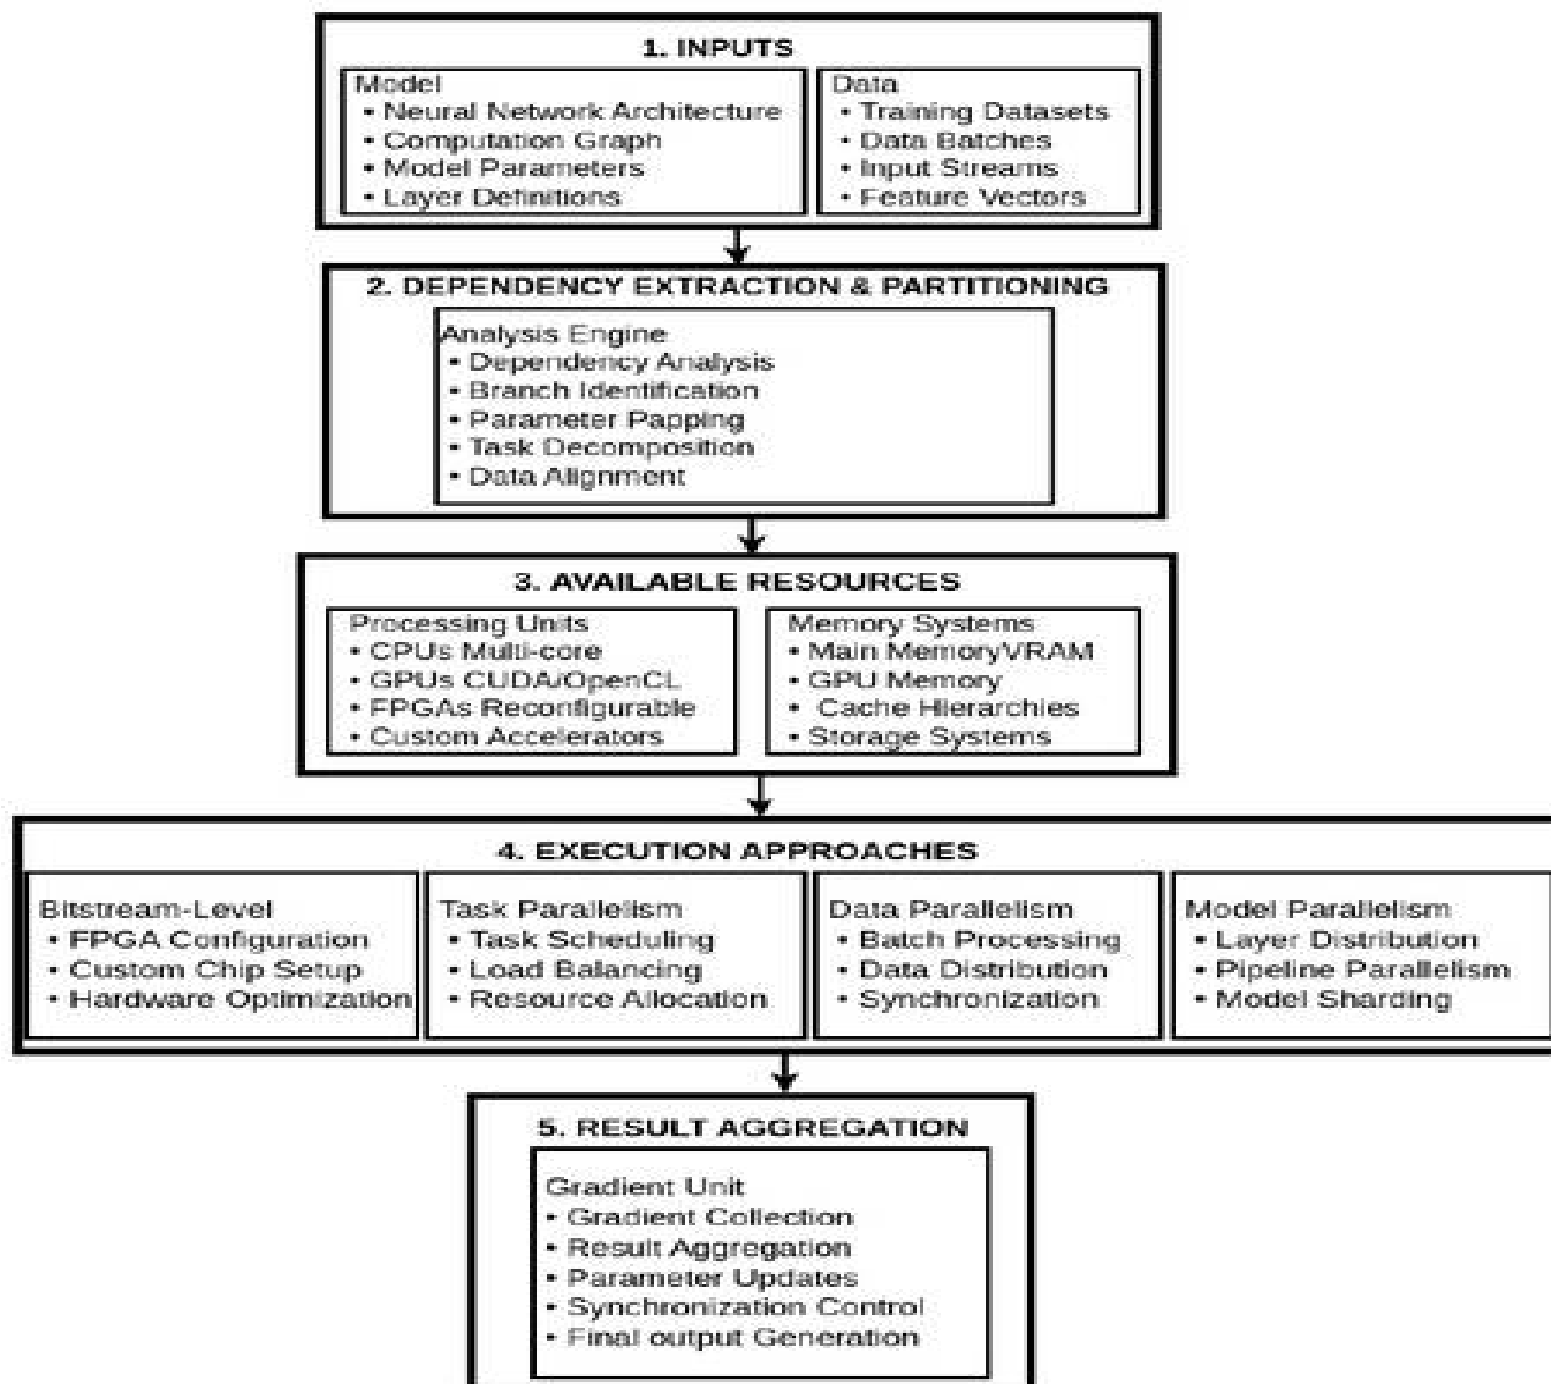 1. INPUTS
Model
• Neural Network Architecture
• Computation Graph
• Model Parameters
• Layer Definitions
Data
• Training Datasets
• Data Batches
• Input Streams
• Feature Vectors
2. DEPENDENCY EXTRACTION & PARTITIONING
Analysis Engine
• Dependency Analysis
• Branch Identification
• Parameter Papping
• Task Decomposition
• Data Alignment
3. AVAILABLE RESOURCES
Processing Units
• CPUs Multi-core
• GPUs CUDA/OpenCL
• FPGAs Reconfigurable
• Custom Accelerators
Memory Systems
• Main MemoryVRAM
• GPU Memory
• Cache Hierarchies
• Storage Systems
4. EXECUTION APPROACHES
Bitstream-Level
• FPGA Configuration
• Custom Chip Setup
• Hardware Optimization
Task Parallelism
• Task Scheduling
• Load Balancing
• Resource Allocation
Data Parallelism
• Batch Processing
• Data Distribution
• Synchronization
Model Parallelism
• Layer Distribution
• Pipeline Parallelism
• Model Sharding
5. RESULT AGGREGATION
Gradient Unit
• Gradient Collection
• Result Aggregation
• Parameter Updates
• Synchronization Control
• Final output Generation